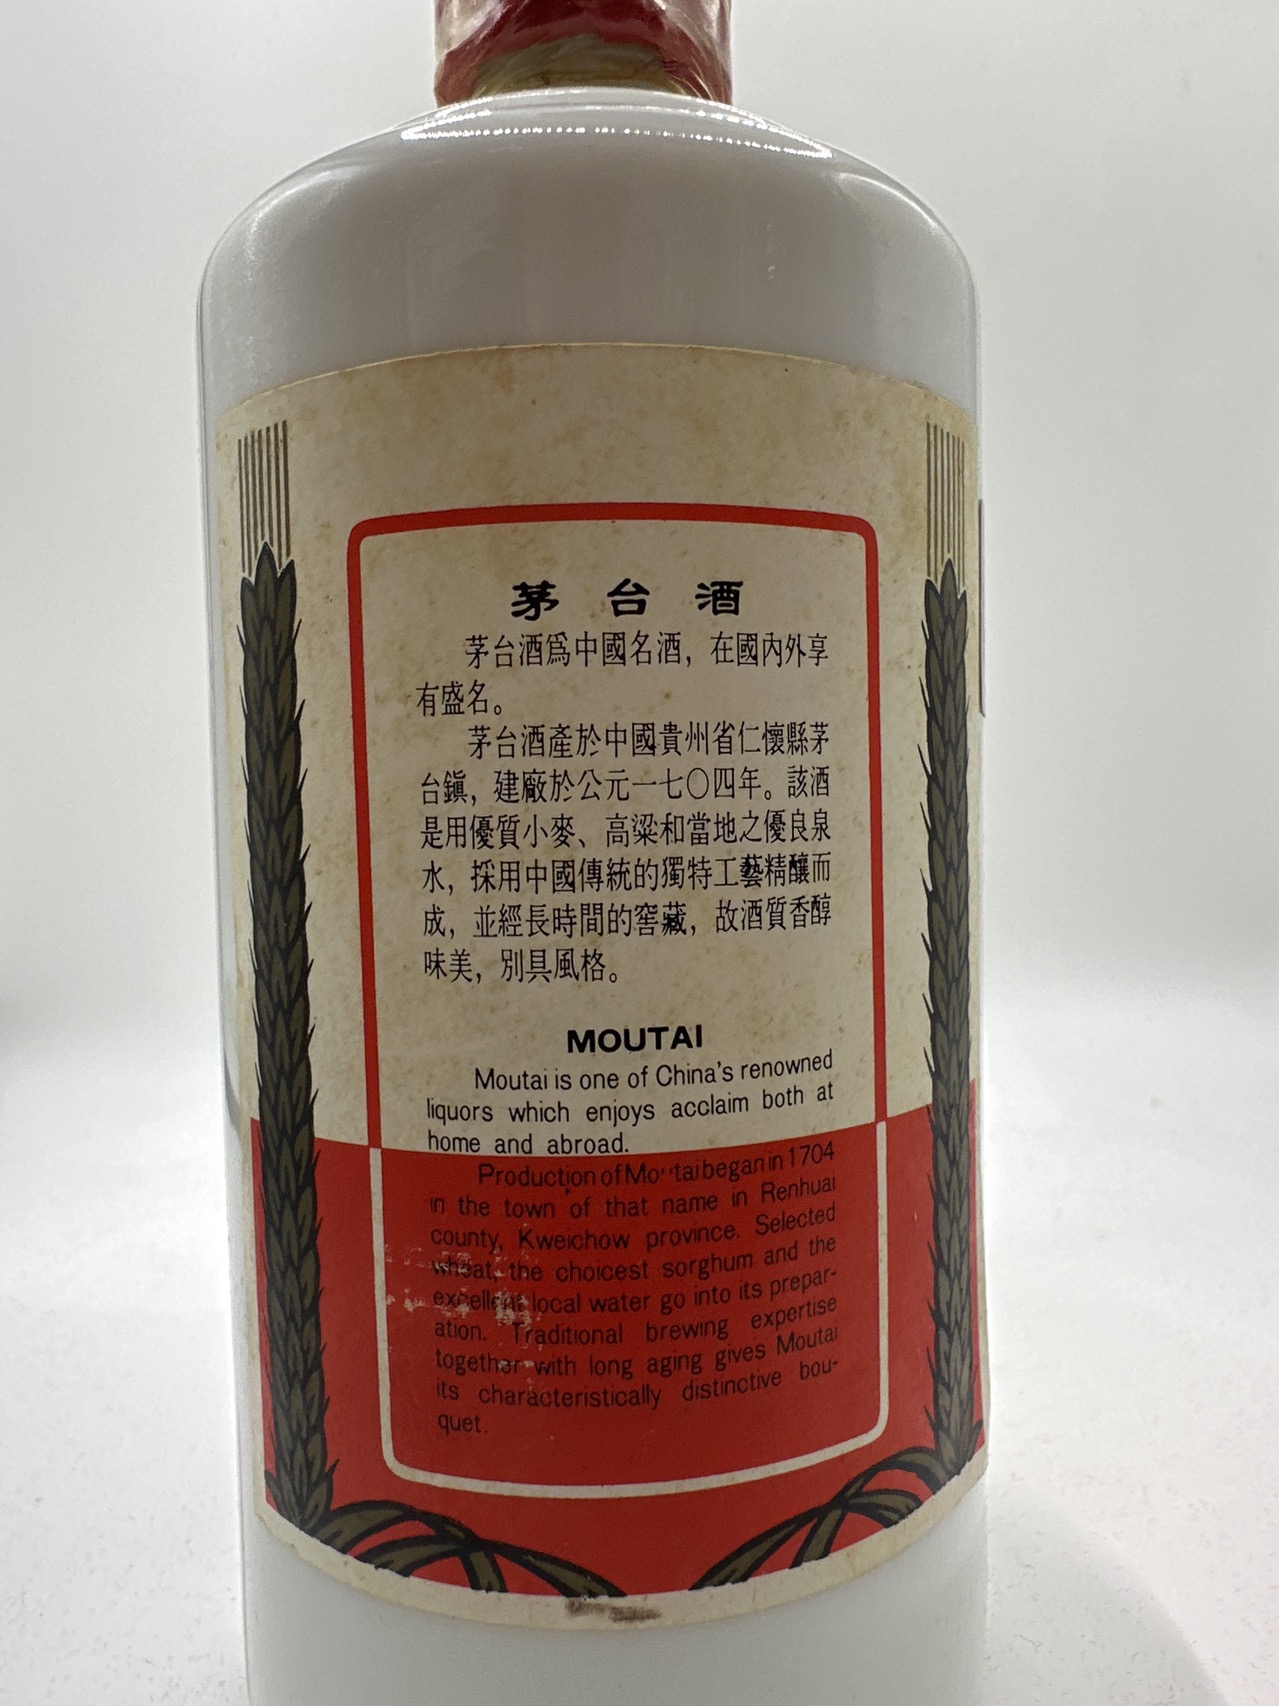 茅台酒
茅台酒爲中國名酒，在國內外享
有盛名。
茅台酒產於中國貴州省仁懷縣茅
台鎮，建廠於公元一七〇四年。該酒
是用優質小麥、高粱和當地之優良泉
水，採用中國傳統的獨特工藝精釀而
成，並經長時間的窖藏，故酒質香醇
味美，別具風格。
MOUTAI
Moutai is one of China's renowned
liquors which enjoys acclaim both at
home and abroad.
Production of Moutai began in 1704
in the town of that name in Renhuai
county, Kweichow province. Selected
wheat, the choicest sorghum and the
excellent local water go into its prepar-
ation. Traditional brewing expertise
together with long aging gives Moutai
its characteristically distinctive bou-
quet.